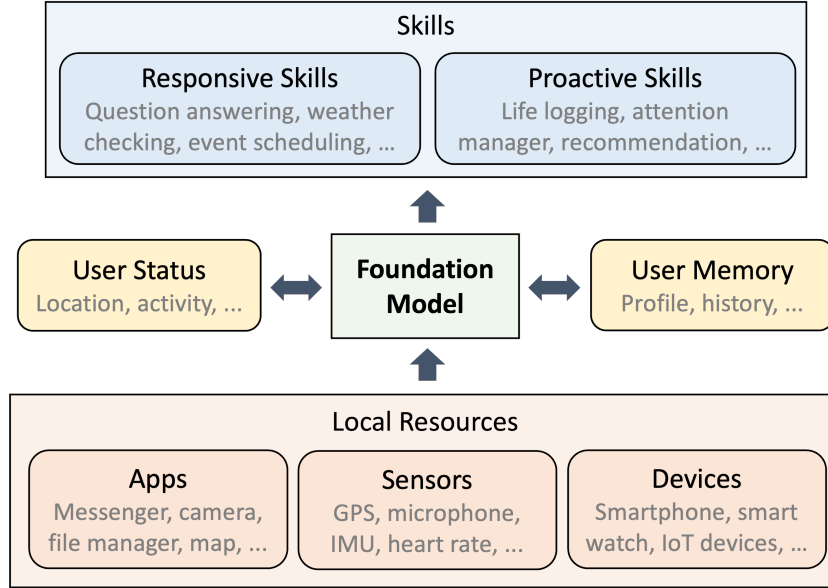 Skills
Responsive Skills
Question answering, weather
checking, event scheduling, ...
Proactive Skills
Life logging, attention
manager, recommendation, ...
User Status
Location, activity, ...
Foundation
Model
User Memory
Profile, history, ...
Local Resources
Apps
Messenger, camera,
file manager, map, ...
Sensors
GPS, microphone,
IMU, heart rate, ...
Devices
Smartphone, smart
watch, IoT devices, ...